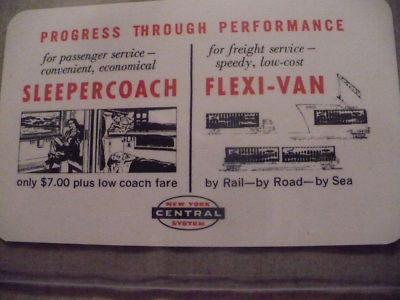 PROGRESS THROUGH PERFORMANCE
for passenger service –
convenient, economical
SLEEPERCOACH
only $7.00 plus low coach fare
for freight service –
speedy, low-cost
FLEXI-VAN
by Rail—by Road—by Sea
NEW YORK
CENTRAL
SYSTEM